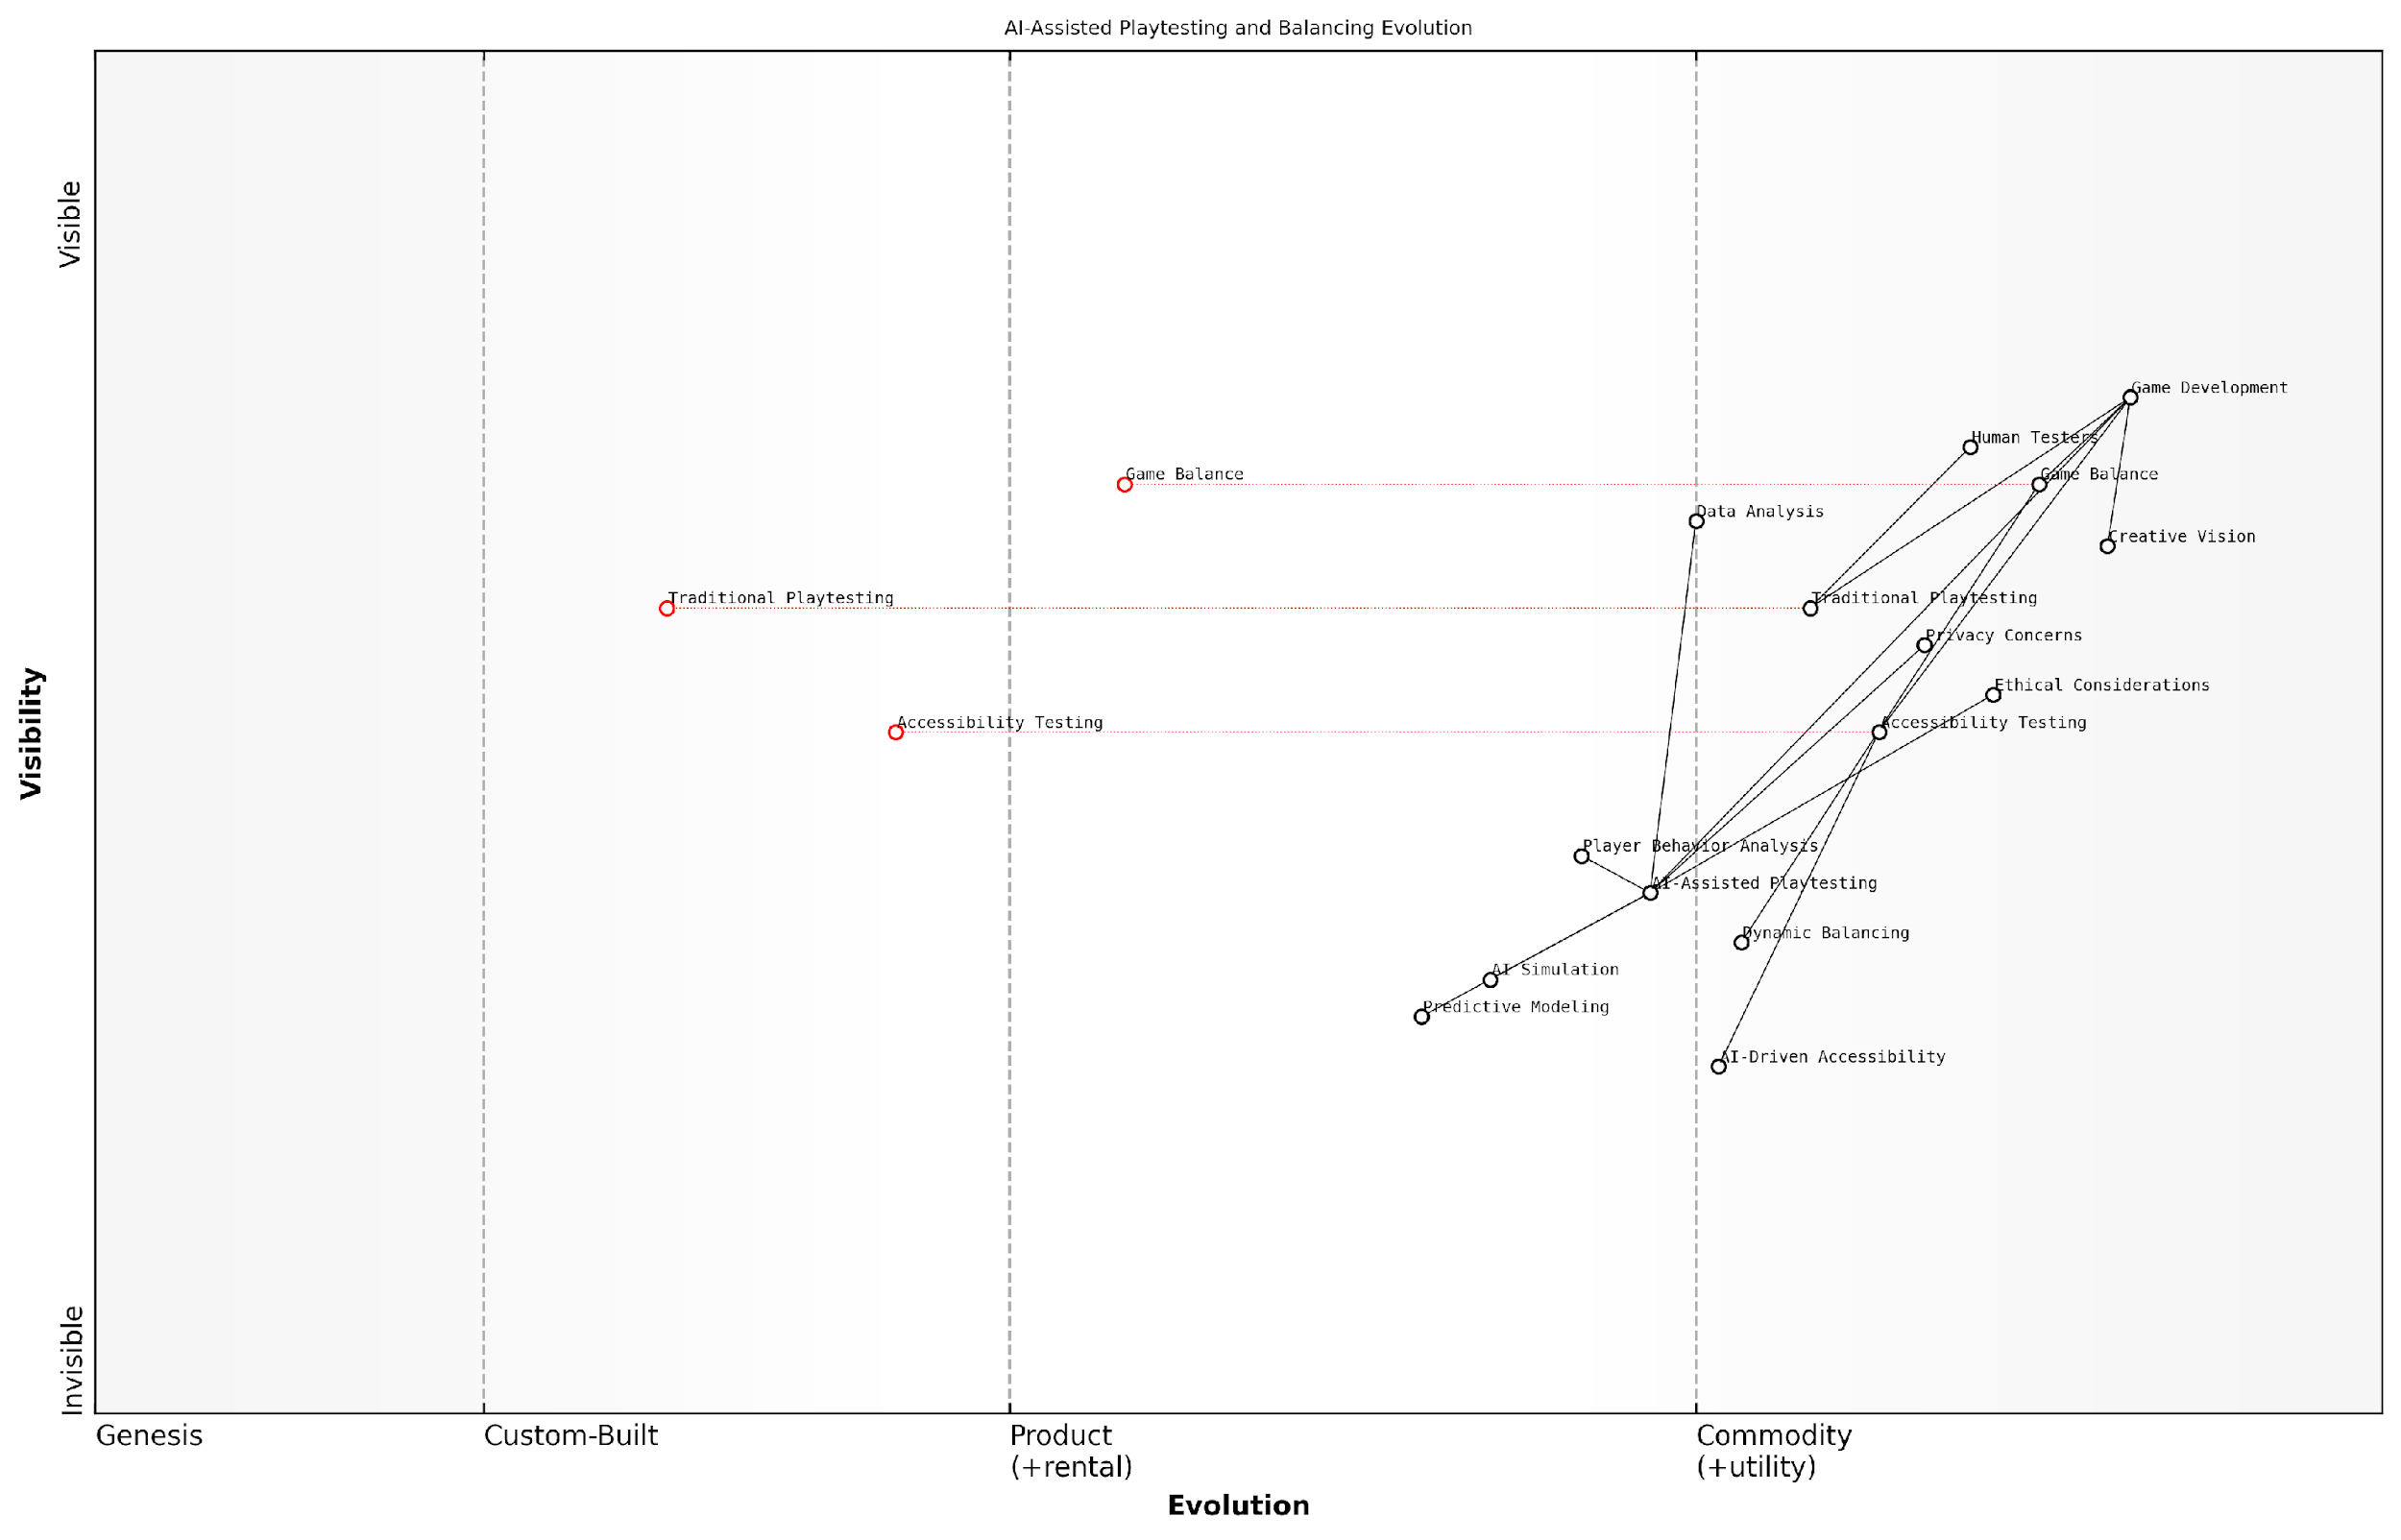 AI-Assisted Playtesting and Balancing Evolution
Visible
Visibility
Invisible
Game Development
Human Testers
Game Balance
Game Balance
Data Analysis
Creative Vision
Traditional Playtesting
Traditional Playtesting
Privacy Concerns
Ethical Considerations
Accessibility Testing
Accessibility Testing
Player Behavior Analysis
AI-Assisted Playtesting
Dynamic Balancing
AI Simulation
Predictive Modeling
AI-Driven Accessibility
Genesis
Custom-Built
Product
(+rental)
Commodity
(+utility)
Evolution